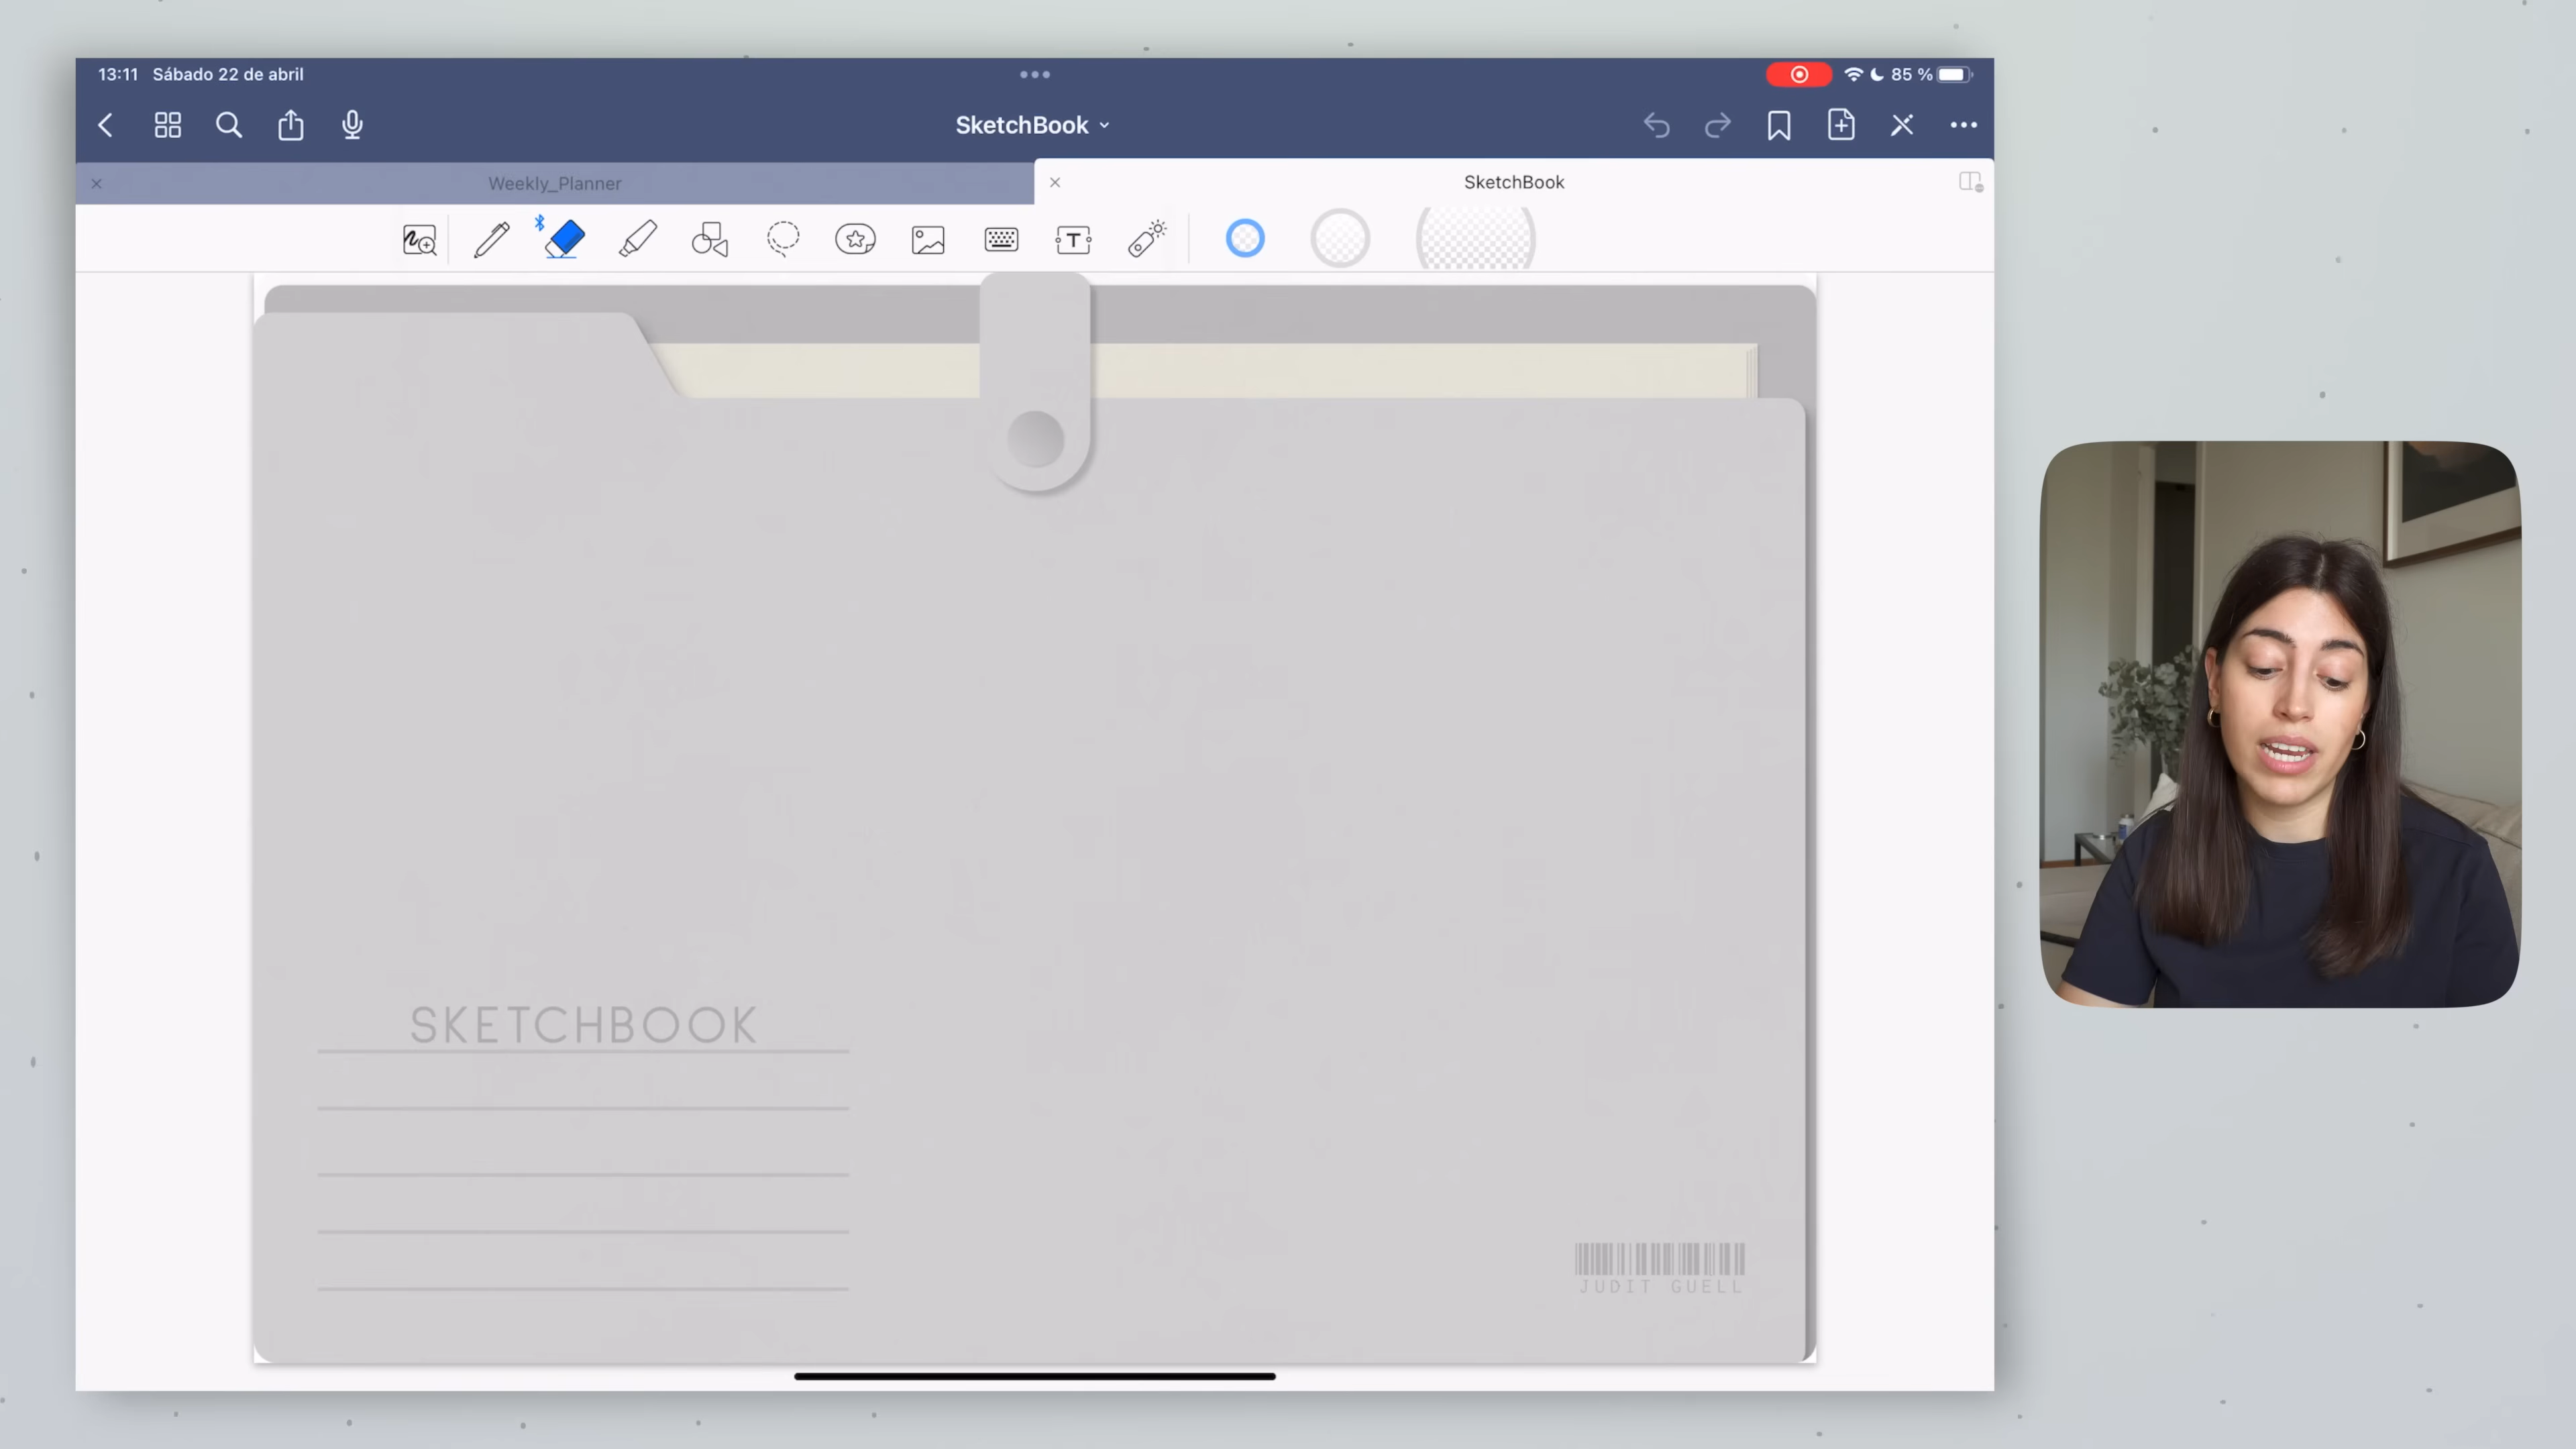 13:11 Sábado 22 de abril
85 %
SketchBook
Weekly_Planner
SketchBook
T
SKETCHBOOK
JUDIT GUELL